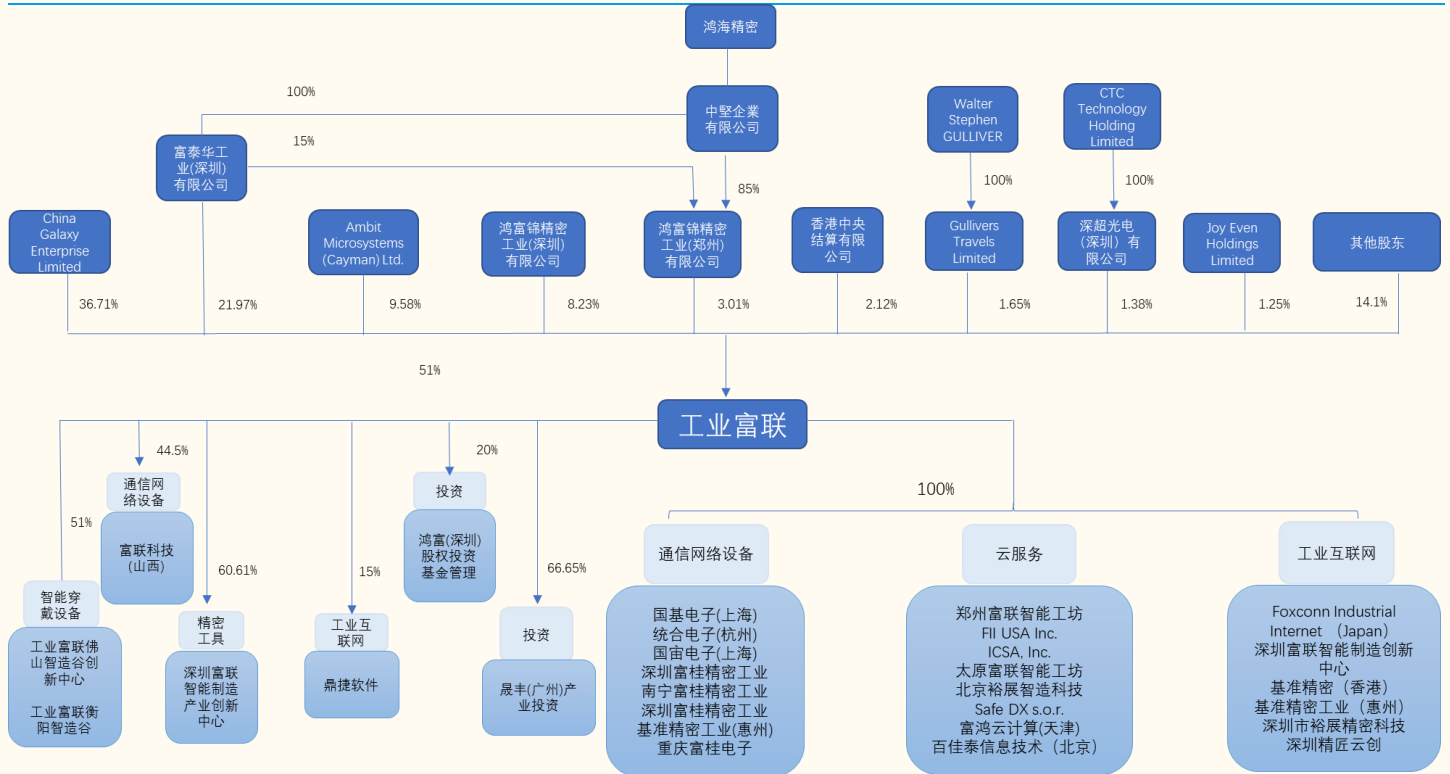 鸿海精密
100%
中堅企業
有限公司
Walter
Stephen
GULLIVER
CTC
Technology
Holding
Limited
15%
富泰华工
业(深圳)
有限公司
85%
100%
100%
China
Galaxy
Enterprise
Limited
Ambit
Microsystems
(Cayman) Ltd.
鸿富锦精密
工业(深圳)
有限公司
鸿富锦精密
工业(郑州)
有限公司
香港中央
结算有限
公司
Gullivers
Travels
Limited
深超光电
（深圳）有
限公司
Joy Even
Holdings
Limited
其他股东
36.71%
21.97%
9.58%
8.23%
3.01%
2.12%
1.65%
1.38%
1.25%
14.1%
51%
工业富联
44.5%
20%
通信网
络设备
富联科技
(山西)
投资
鸿富(深圳)
股权投资
基金管理
100%
51%
60.61%
15%
66.65%
智能穿
戴设备
工业富联佛
山智造谷创
新中心
工业富联衡
阳智造谷
精密
工具
深圳富联
智能制造
产业创新
中心
工业互
联网
鼎捷软件
投资
晟丰(广州)产
业投资
通信网络设备
国基电子(上海)
统合电子(杭州)
国宙电子(上海)
深圳富桂精密工业
南宁富桂精密工业
深圳富桂精密工业
基准精密工业(惠州)
重庆富桂电子
云服务
郑州富联智能工坊
FII USA Inc.
ICSA, Inc.
太原富联智能工坊
北京裕展智造科技
Safe DX s.o.r.
富鸿云计算(天津)
百佳泰信息技术（北京）
工业互联网
Foxconn Industrial
Internet （Japan）
深圳富联智能制造创新
中心
基准精密（香港）
基准精密工业（惠州）
深圳市裕展精密科技
深圳精匠云创